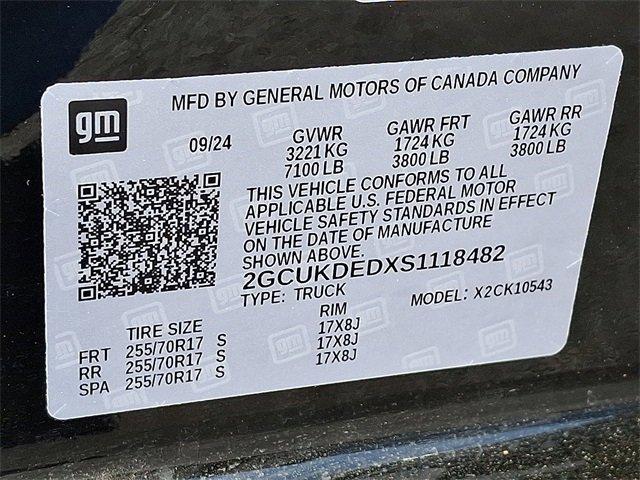 gm
MFD BY GENERAL MOTORS OF CANADA COMPANY
09/24 GVWR GAWR FRT GAWR RR
3221 KG 1724 KG 1724 KG
7100 LB 3800 LB 3800 LB
THIS VEHICLE CONFORMS TO ALL
APPLICABLE U.S. FEDERAL MOTOR
VEHICLE SAFETY STANDARDS IN EFFECT
ON THE DATE OF MANUFACTURE
SHOWN ABOVE.
2GCUKDEDXS1118482
TYPE: TRUCK MODEL: X2CK10543
TIRE SIZE RIM
FRT 255/70R17 S 17X8J
RR 255/70R17 S 17X8J
SPA 255/70R17 S 17X8J